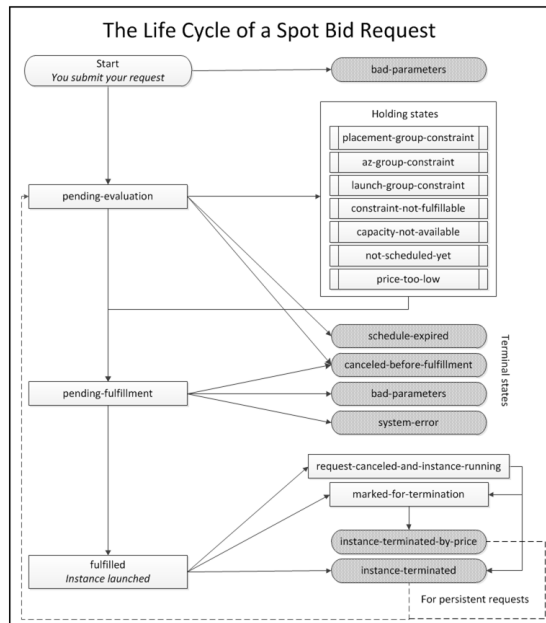 The Life Cycle of a Spot Bid Request
Start
You submit your request
bad-parameters
Holding states
placement-group-constraint
az-group-constraint
launch-group-constraint
constraint-not-fulfillable
capacity-not-available
not-scheduled-yet
price-too-low
pending-evaluation
schedule-expired
canceled-before-fulfillment
bad-parameters
system-error
Terminal states
pending-fulfillment
request-canceled-and-instance-running
marked-for-termination
instance-terminated-by-price
instance-terminated
fulfilled
Instance launched
For persistent requests